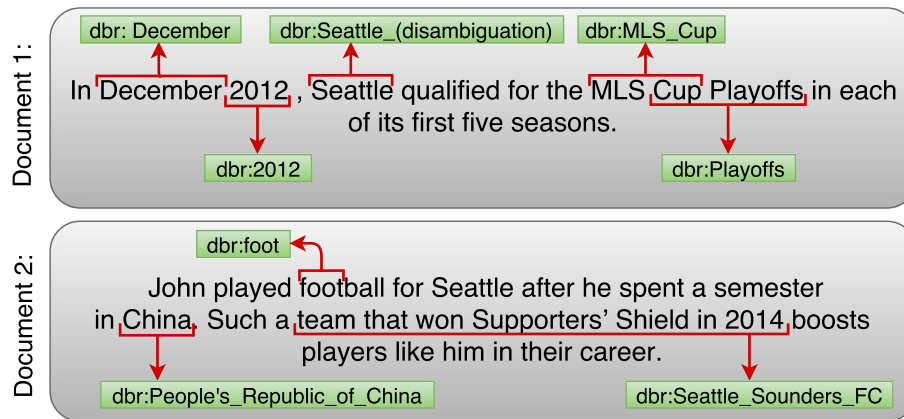 Document 1:
dbr: December dbr:Seattle_(disambiguation) dbr:MLS_Cup
In December 2012 , Seattle qualified for the MLS Cup Playoffs in each
of its first five seasons.
dbr:2012 dbr:Playoffs
Document 2:
dbr:foot
John played football for Seattle after he spent a semester
in China. Such a team that won Supporters’ Shield in 2014 boosts
players like him in their career.
dbr:People's_Republic_of_China dbr:Seattle_Sounders_FC